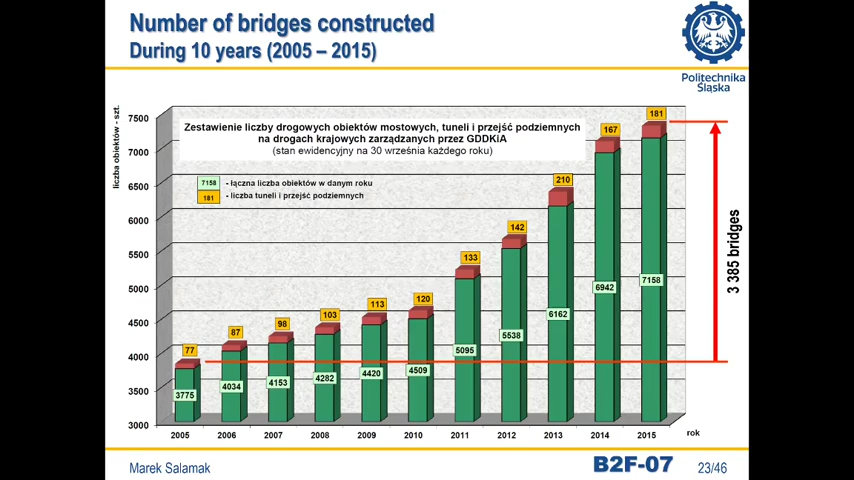 Number of bridges constructed
During 10 years (2005 – 2015)
Politechnika
Śląska
liczba obiektów - szt.
Zestawienie liczby drogowych obiektów mostowych, tuneli i przejść podziemnych
na drogach krajowych zarządzanych przez GDDKiA
(stan ewidencyjny na 30 września każdego roku)
7158 - łączna liczba obiektów w danym roku
181 - liczba tuneli i przejść podziemnych
7500
7000
6500
6000
5500
5000
4500
4000
3500
3000
77 87 98 103 113 120 133 142 210 167 181
3775 4034 4153 4282 4420 4509 5095 5538 6162 6942 7158
2005 2006 2007 2008 2009 2010 2011 2012 2013 2014 2015 rok
3 385 bridges
Marek Salamak B2F-07 23/46